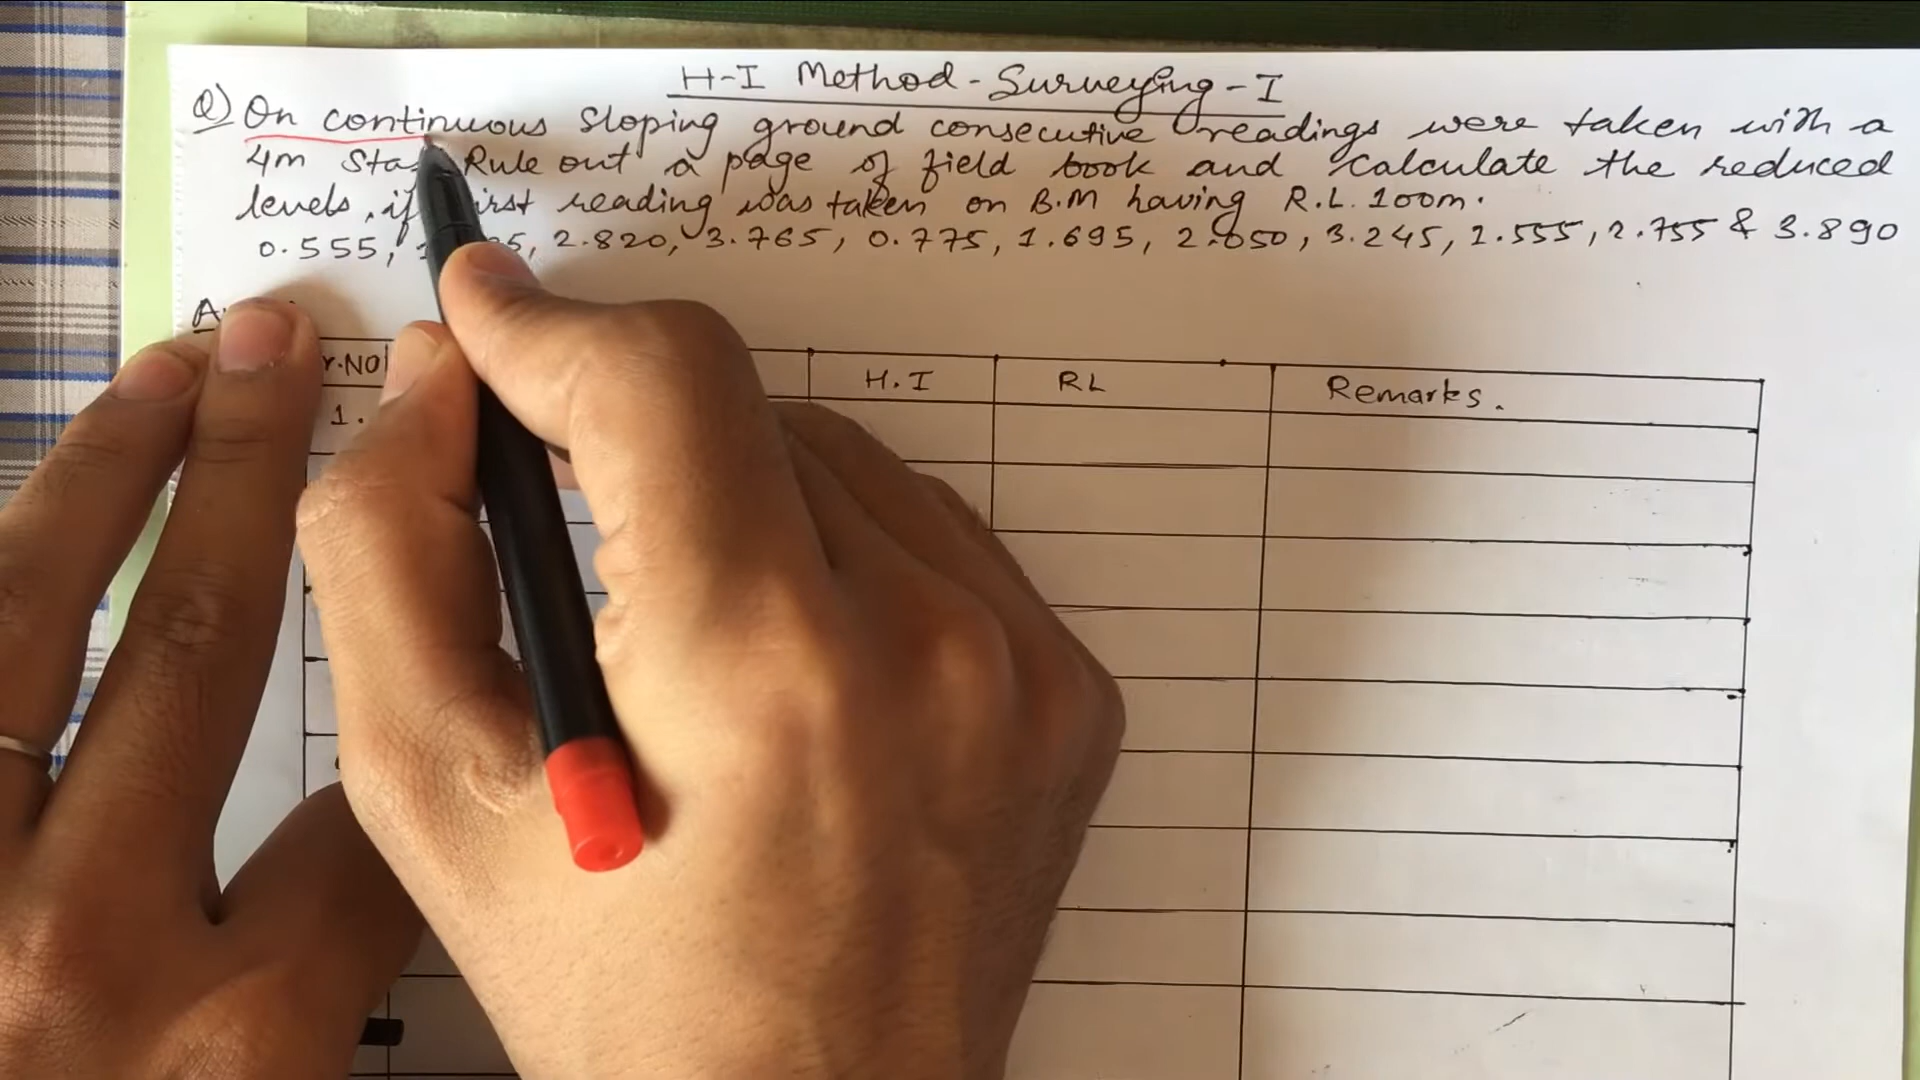 H-I Method - Surveying - I
Q) On continuous sloping ground consecutive readings were taken with a
4m Rule out a page of field book and calculate the reduced
levels, if reading was taken on B.M having R.L. 100m.
0.555, 2.820, 3.765, 0.775, 1.695, 3.245, 1.555, 2.755 & 3.890
H.I RL Remarks.
1.